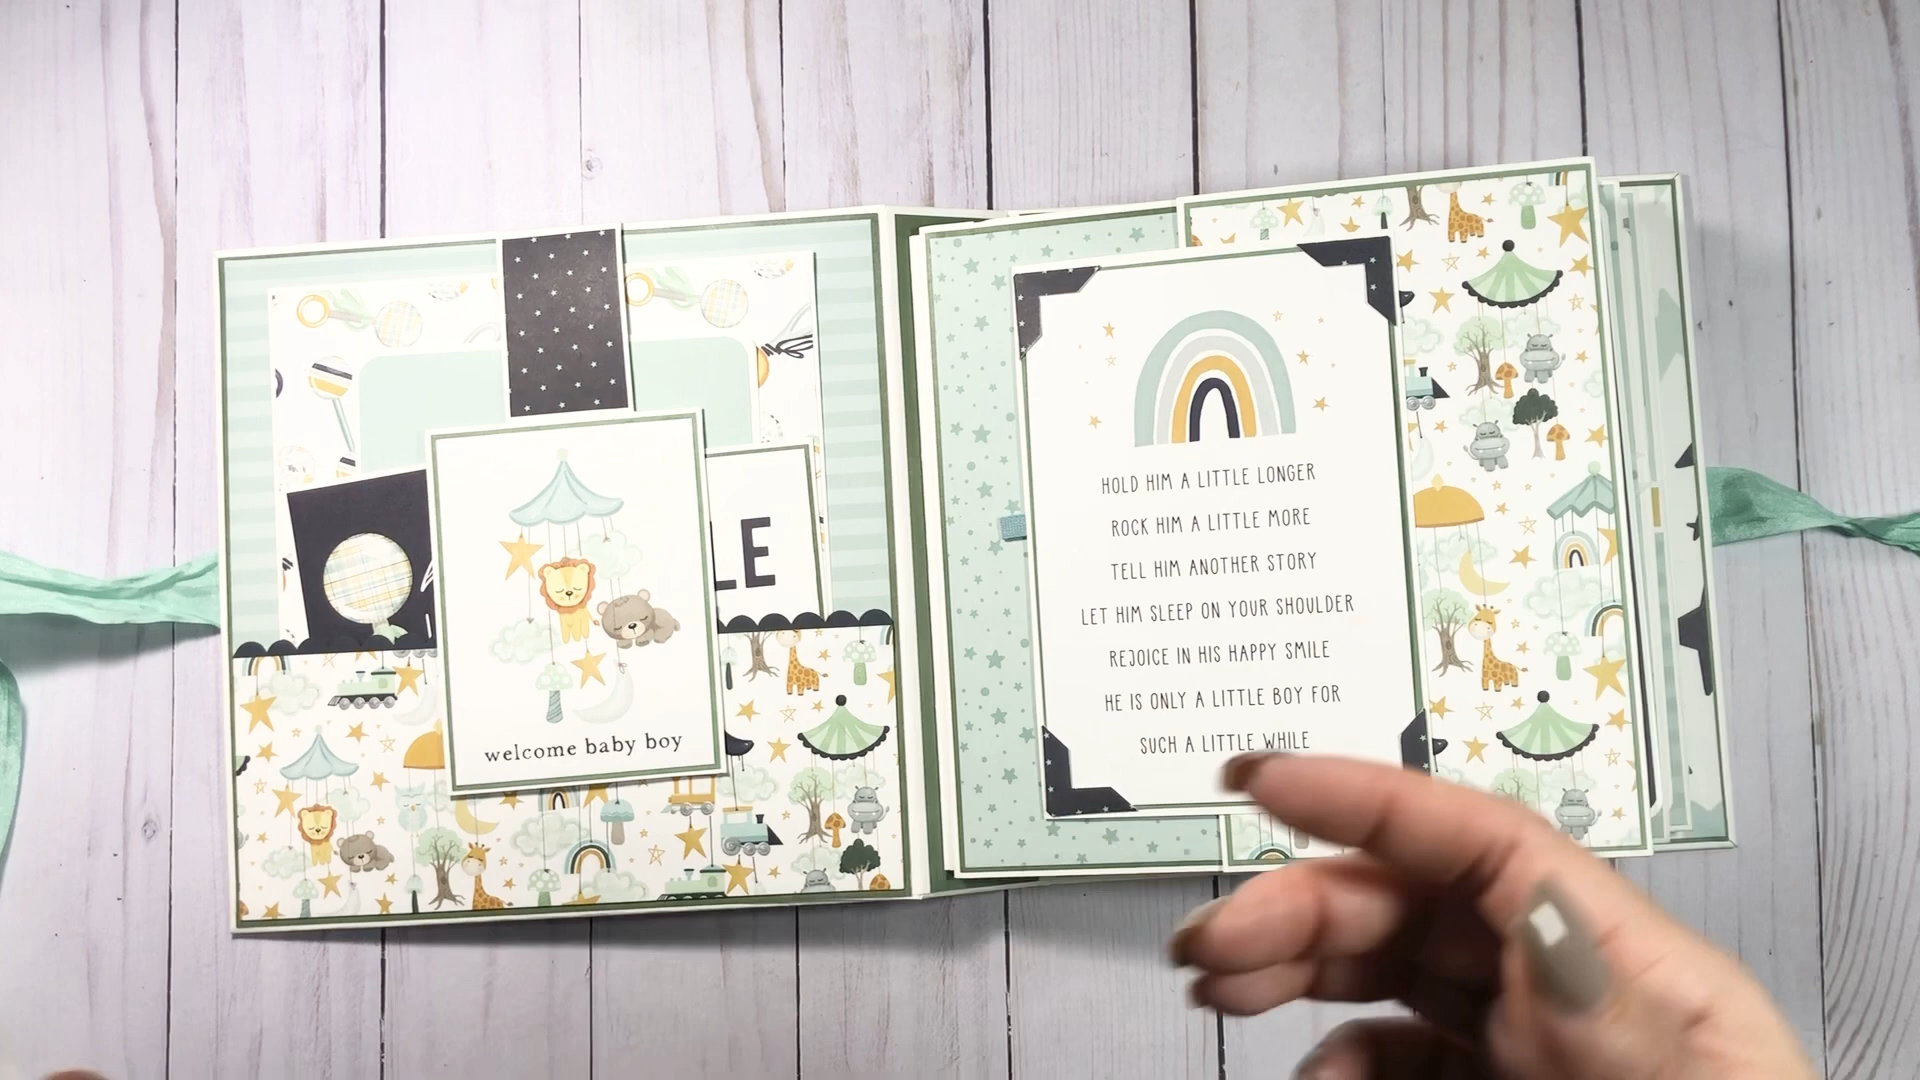 LE
welcome baby boy
HOLD HIM A LITTLE LONGER
ROCK HIM A LITTLE MORE
TELL HIM ANOTHER STORY
LET HIM SLEEP ON YOUR SHOULDER
REJOICE IN HIS HAPPY SMILE
HE IS ONLY A LITTLE BOY FOR
SUCH A LITTLE WHILE